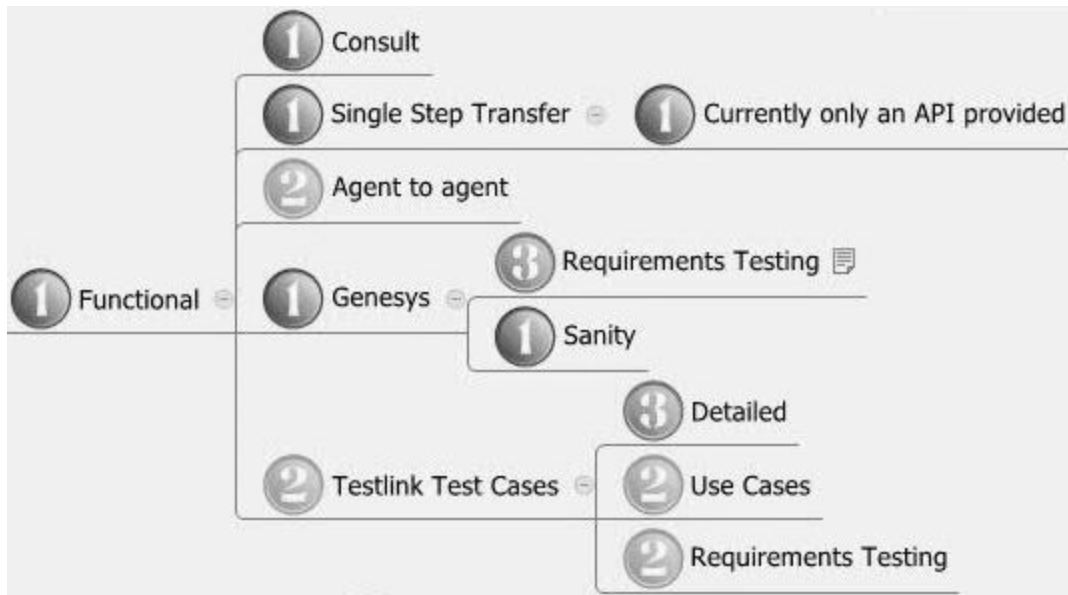 1 Consult
1 Single Step Transfer 1 Currently only an API provided
2 Agent to agent
1 Functional 1 Genesys
3 Requirements Testing
1 Sanity
2 Testlink Test Cases
3 Detailed
2 Use Cases
2 Requirements Testing